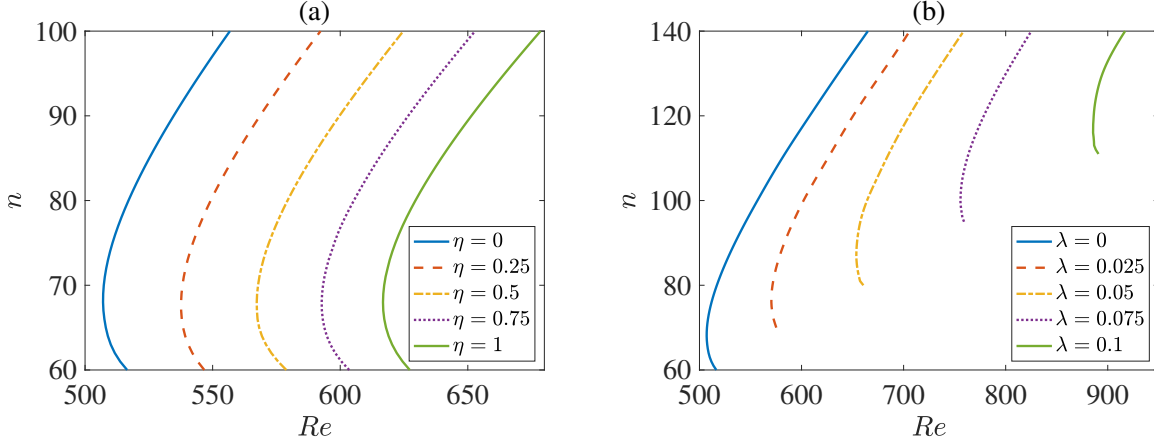 (a)
100
90
80
70
60
n
500
550
600
650
Re
η = 0
η = 0.25
η = 0.5
η = 0.75
η = 1
(b)
140
120
100
80
60
n
500
600
700
800
900
Re
λ = 0
λ = 0.025
λ = 0.05
λ = 0.075
λ = 0.1